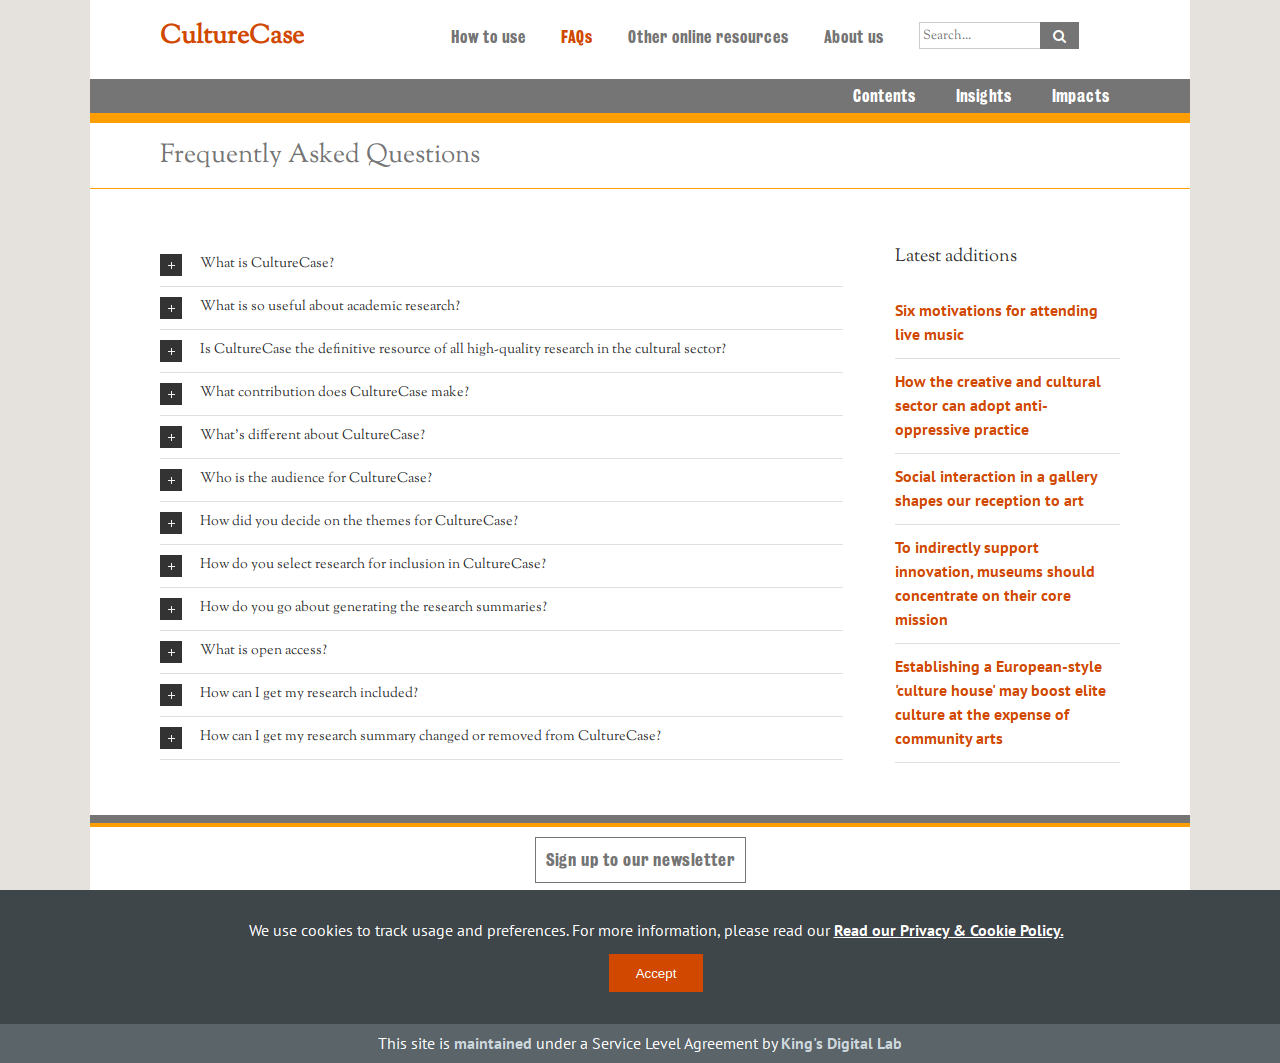 CultureCase
How to use
FAQs
Other online resources
About us
Search...
Contents
Insights
Impacts
Frequently Asked Questions
What is CultureCase?
What is so useful about academic research?
Is CultureCase the definitive resource of all high-quality research in the cultural sector?
What contribution does CultureCase make?
What’s different about CultureCase?
Who is the audience for CultureCase?
How did you decide on the themes for CultureCase?
How do you select research for inclusion in CultureCase?
How do you go about generating the research summaries?
What is open access?
How can I get my research included?
How can I get my research summary changed or removed from CultureCase?
Latest additions
Six motivations for attending
live music
How the creative and cultural
sector can adopt anti-
oppressive practice
Social interaction in a gallery
shapes our reception to art
To indirectly support
innovation, museums should
concentrate on their core
mission
Establishing a European-style
'culture house' may boost elite
culture at the expense of
community arts
Sign up to our newsletter
We use cookies to track usage and preferences. For more information, please read our Read our Privacy & Cookie Policy.
Accept
This site is maintained under a Service Level Agreement by King's Digital Lab